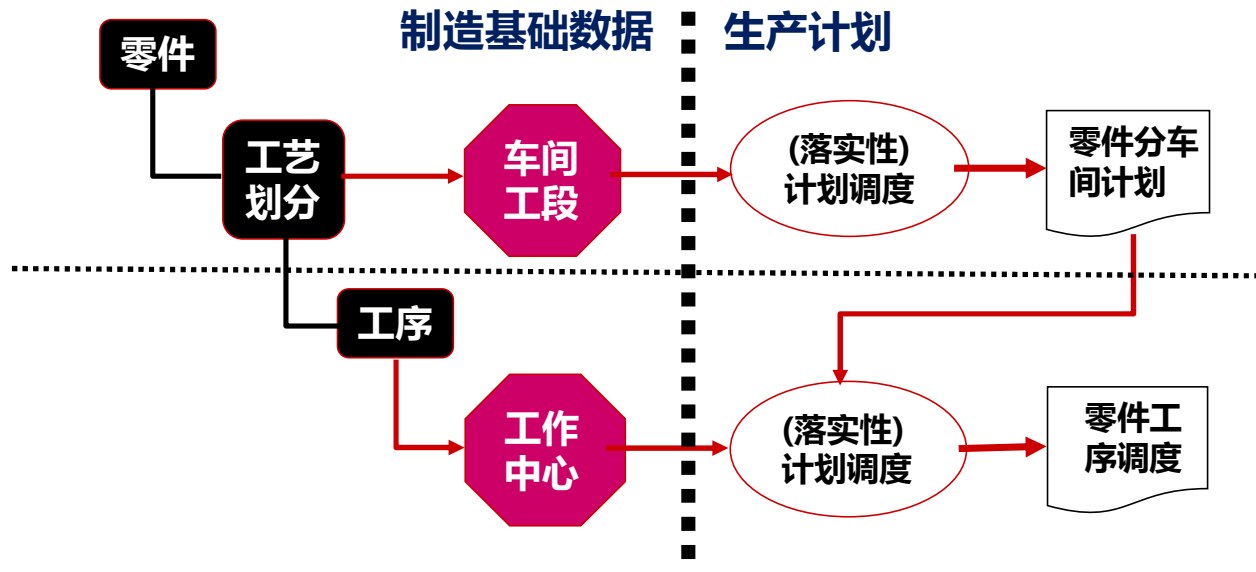 制造基础数据
生产计划
零件
工艺
划分
车间
工段
(落实性)
计划调度
零件分车
间计划
工序
工作
中心
(落实性)
计划调度
零件工
序调度